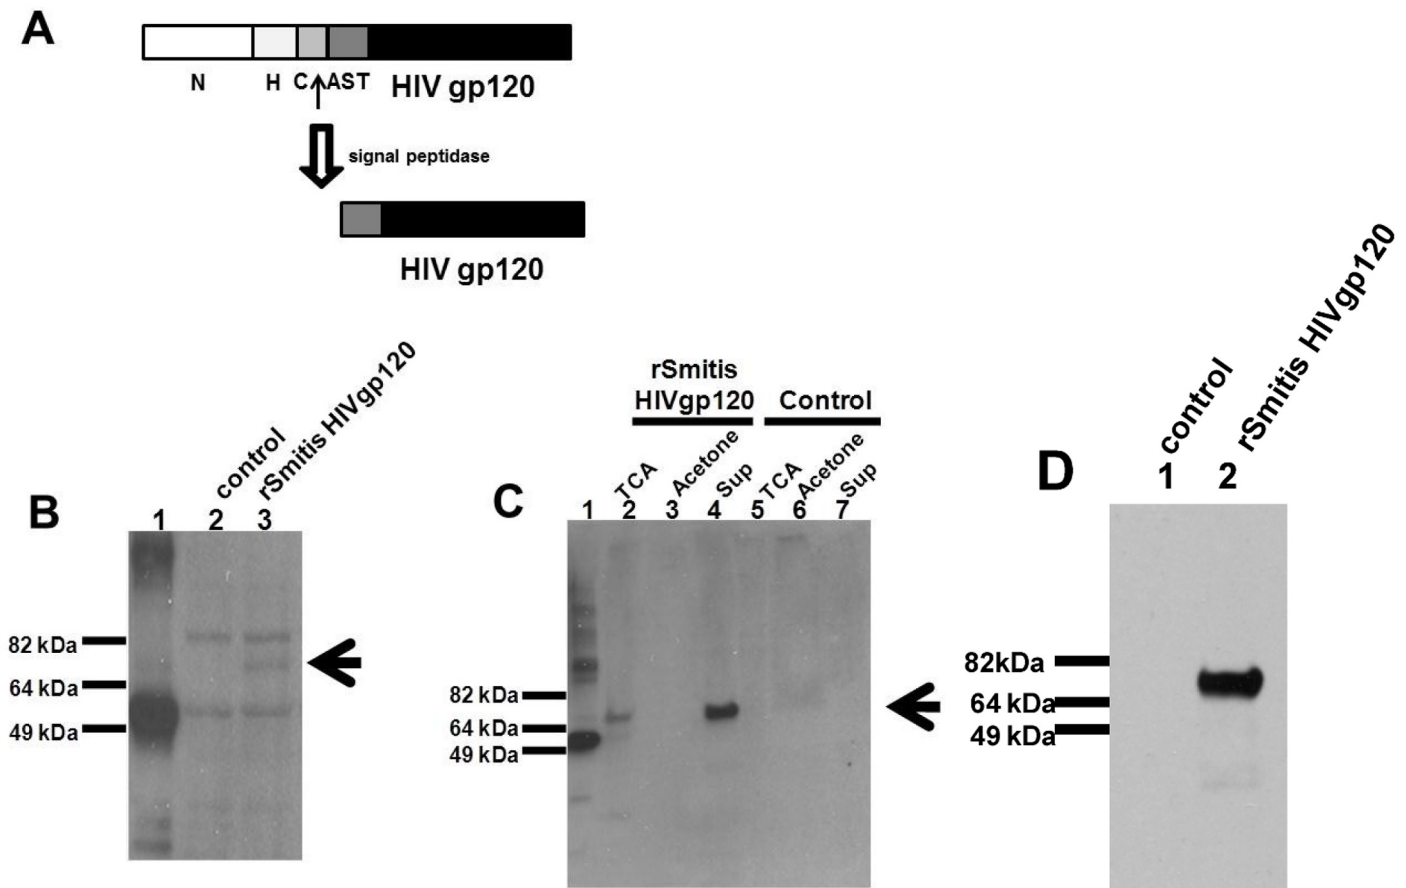 A
N H C AST HIV gp120
signal peptidase
HIV gp120
B
control
rSmitis HIVgp120
1 2 3
82 kDa
64 kDa
49 kDa
C
rSmitis
HIVgp120
Control
TCA Acetone Sup TCA Acetone Sup
1 2 3 4 5 6 7
82 kDa
64 kDa
49 kDa
D
control
rSmitis HIVgp120
1 2
82kDa
64 kDa
49 kDa